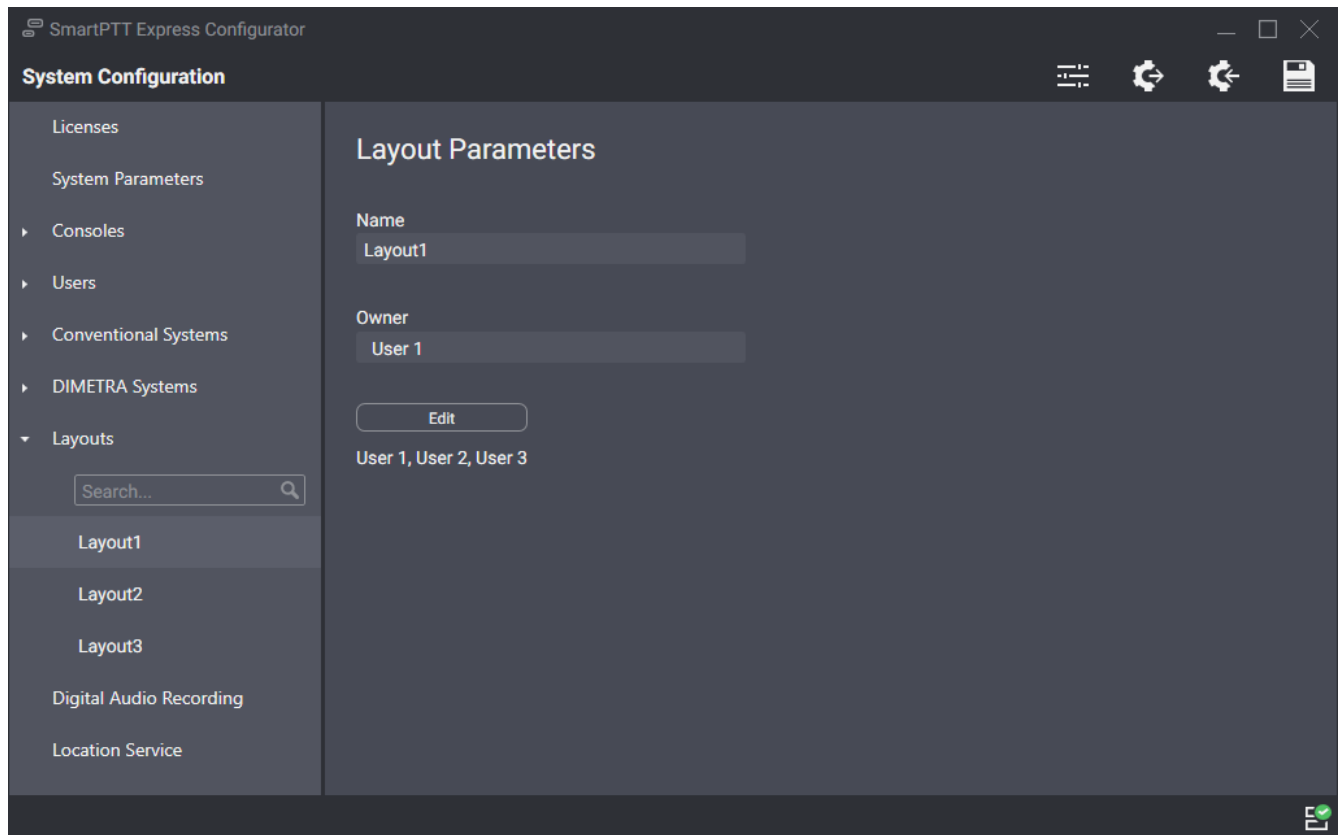 SmartPTT Express Configurator
System Configuration
Licenses
System Parameters
Consoles
Users
Conventional Systems
DIMETRA Systems
Layouts
Search...
Layout1
Layout2
Layout3
Digital Audio Recording
Location Service
Layout Parameters
Name
Layout1
Owner
User 1
Edit
User 1, User 2, User 3